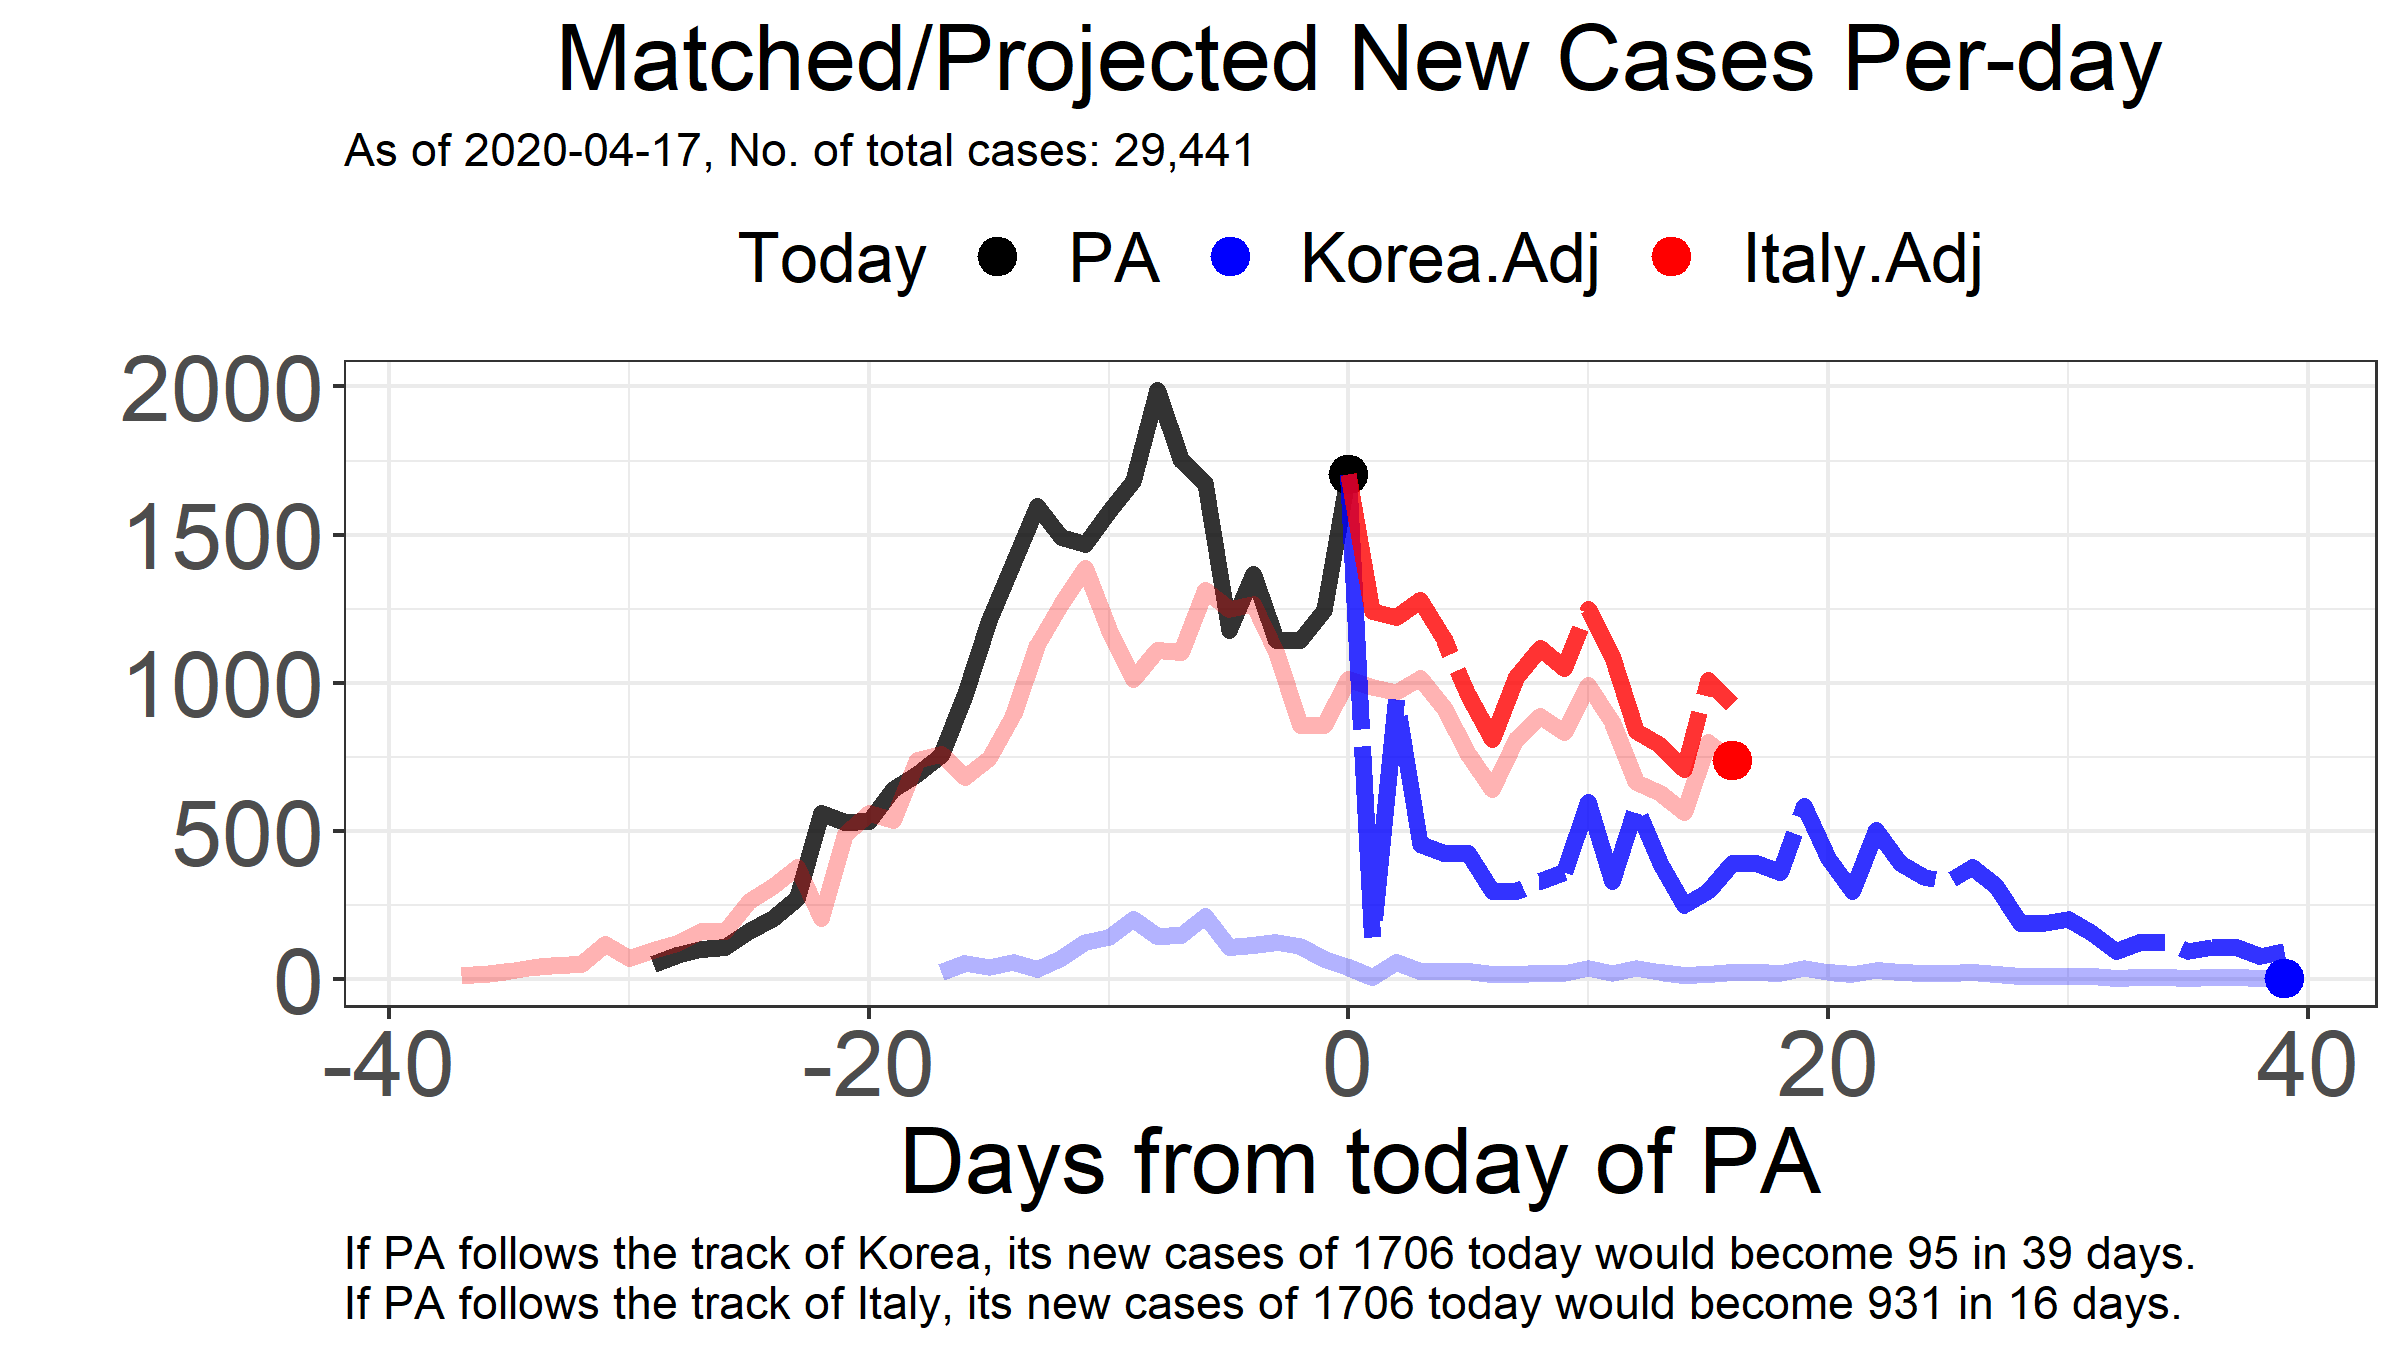 Matched/Projected New Cases Per-day
As of 2020-04-17, No. of total cases: 29,441
Today PA Korea.Adj Italy.Adj
2000
1500
1000
500
0
-40 -20 0 20 40
Days from today of PA
If PA follows the track of Korea, its new cases of 1706 today would become 95 in 39 days.
If PA follows the track of Italy, its new cases of 1706 today would become 931 in 16 days.